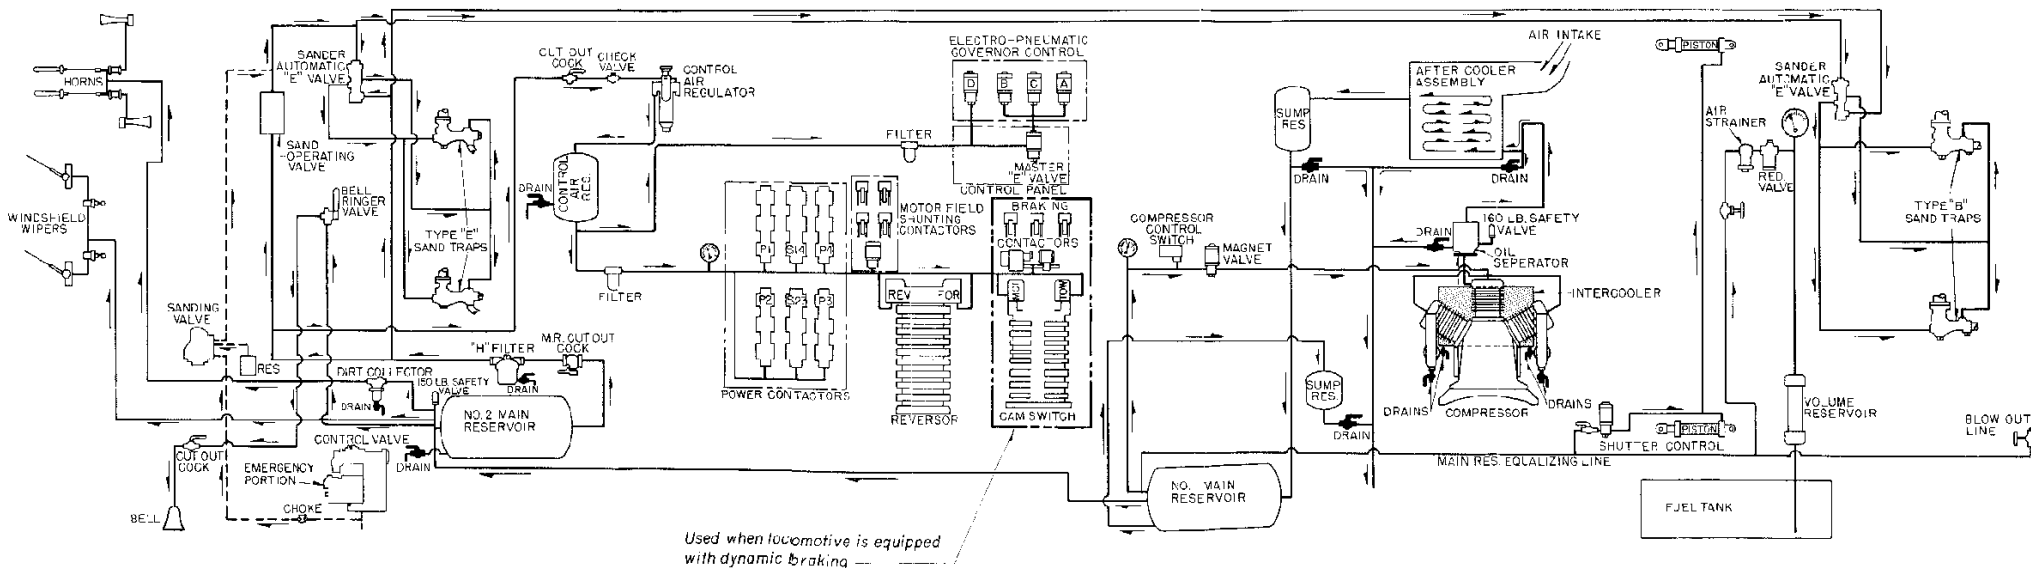 HORNS
SANDER
AUTOMATIC
"E" VALVE
SAND
OPERATING VALVE
BELL
RINGER
VALVE
WINDSHIELD
WIPERS
TYPE "E"
SAND TRAPS
SANDING
VALVE
RES
CUT OUT
COCK
CHECK
VALVE
CONTROL
AIR
REGULATOR
CONTROL
AIR
RES.
DRAIN
FILTER
FILTER
ELECTRO-PNEUMATIC
GOVERNOR CONTROL
D
B
C
A
MASTER
"E" VALVE
CONTROL PANEL
MOTOR FIELD
SHUNTING
CONTACTORS
P1
S14
P4
P2
SP3
P3
POWER CONTACTORS
REV
FOR
REVERSOR
BRAKING
CONTACTORS
MOT
CAM SWITCH
"H" FILTER
M.R. CUT OUT
COCK
DRAIN
DIRT COLLECTOR
150 LB. SAFETY
VALVE
DRAIN
NO. 2 MAIN
RESERVOIR
DRAIN
CONTROL VALVE
EMERGENCY
PORTION
CHOKE
CUT OUT
COCK
BELL
Used when locomotive is equipped
with dynamic braking
AIR INTAKE
AFTER COOLER
ASSEMBLY
SUMP
RES
DRAIN
DRAIN
COMPRESSOR
CONTROL
SWITCH
MAGNET
VALVE
DRAIN
160 LB. SAFETY
VALVE
OIL
SEPERATOR
INTERCOOLER
SUMP
RES.
DRAIN
DRAINS
COMPRESSOR
DRAINS
NO. MAIN
RESERVOIR
MAIN RES. EQUALIZING LINE
SHUTTER CONTROL
PISTON
PISTON
SANDER
AUTOMATIC
"E" VALVE
AIR
STRAINER
RED.
VALVE
TYPE "B"
SAND TRAPS
VOLUME
RESERVOIR
BLOW OUT
LINE
FUEL TANK